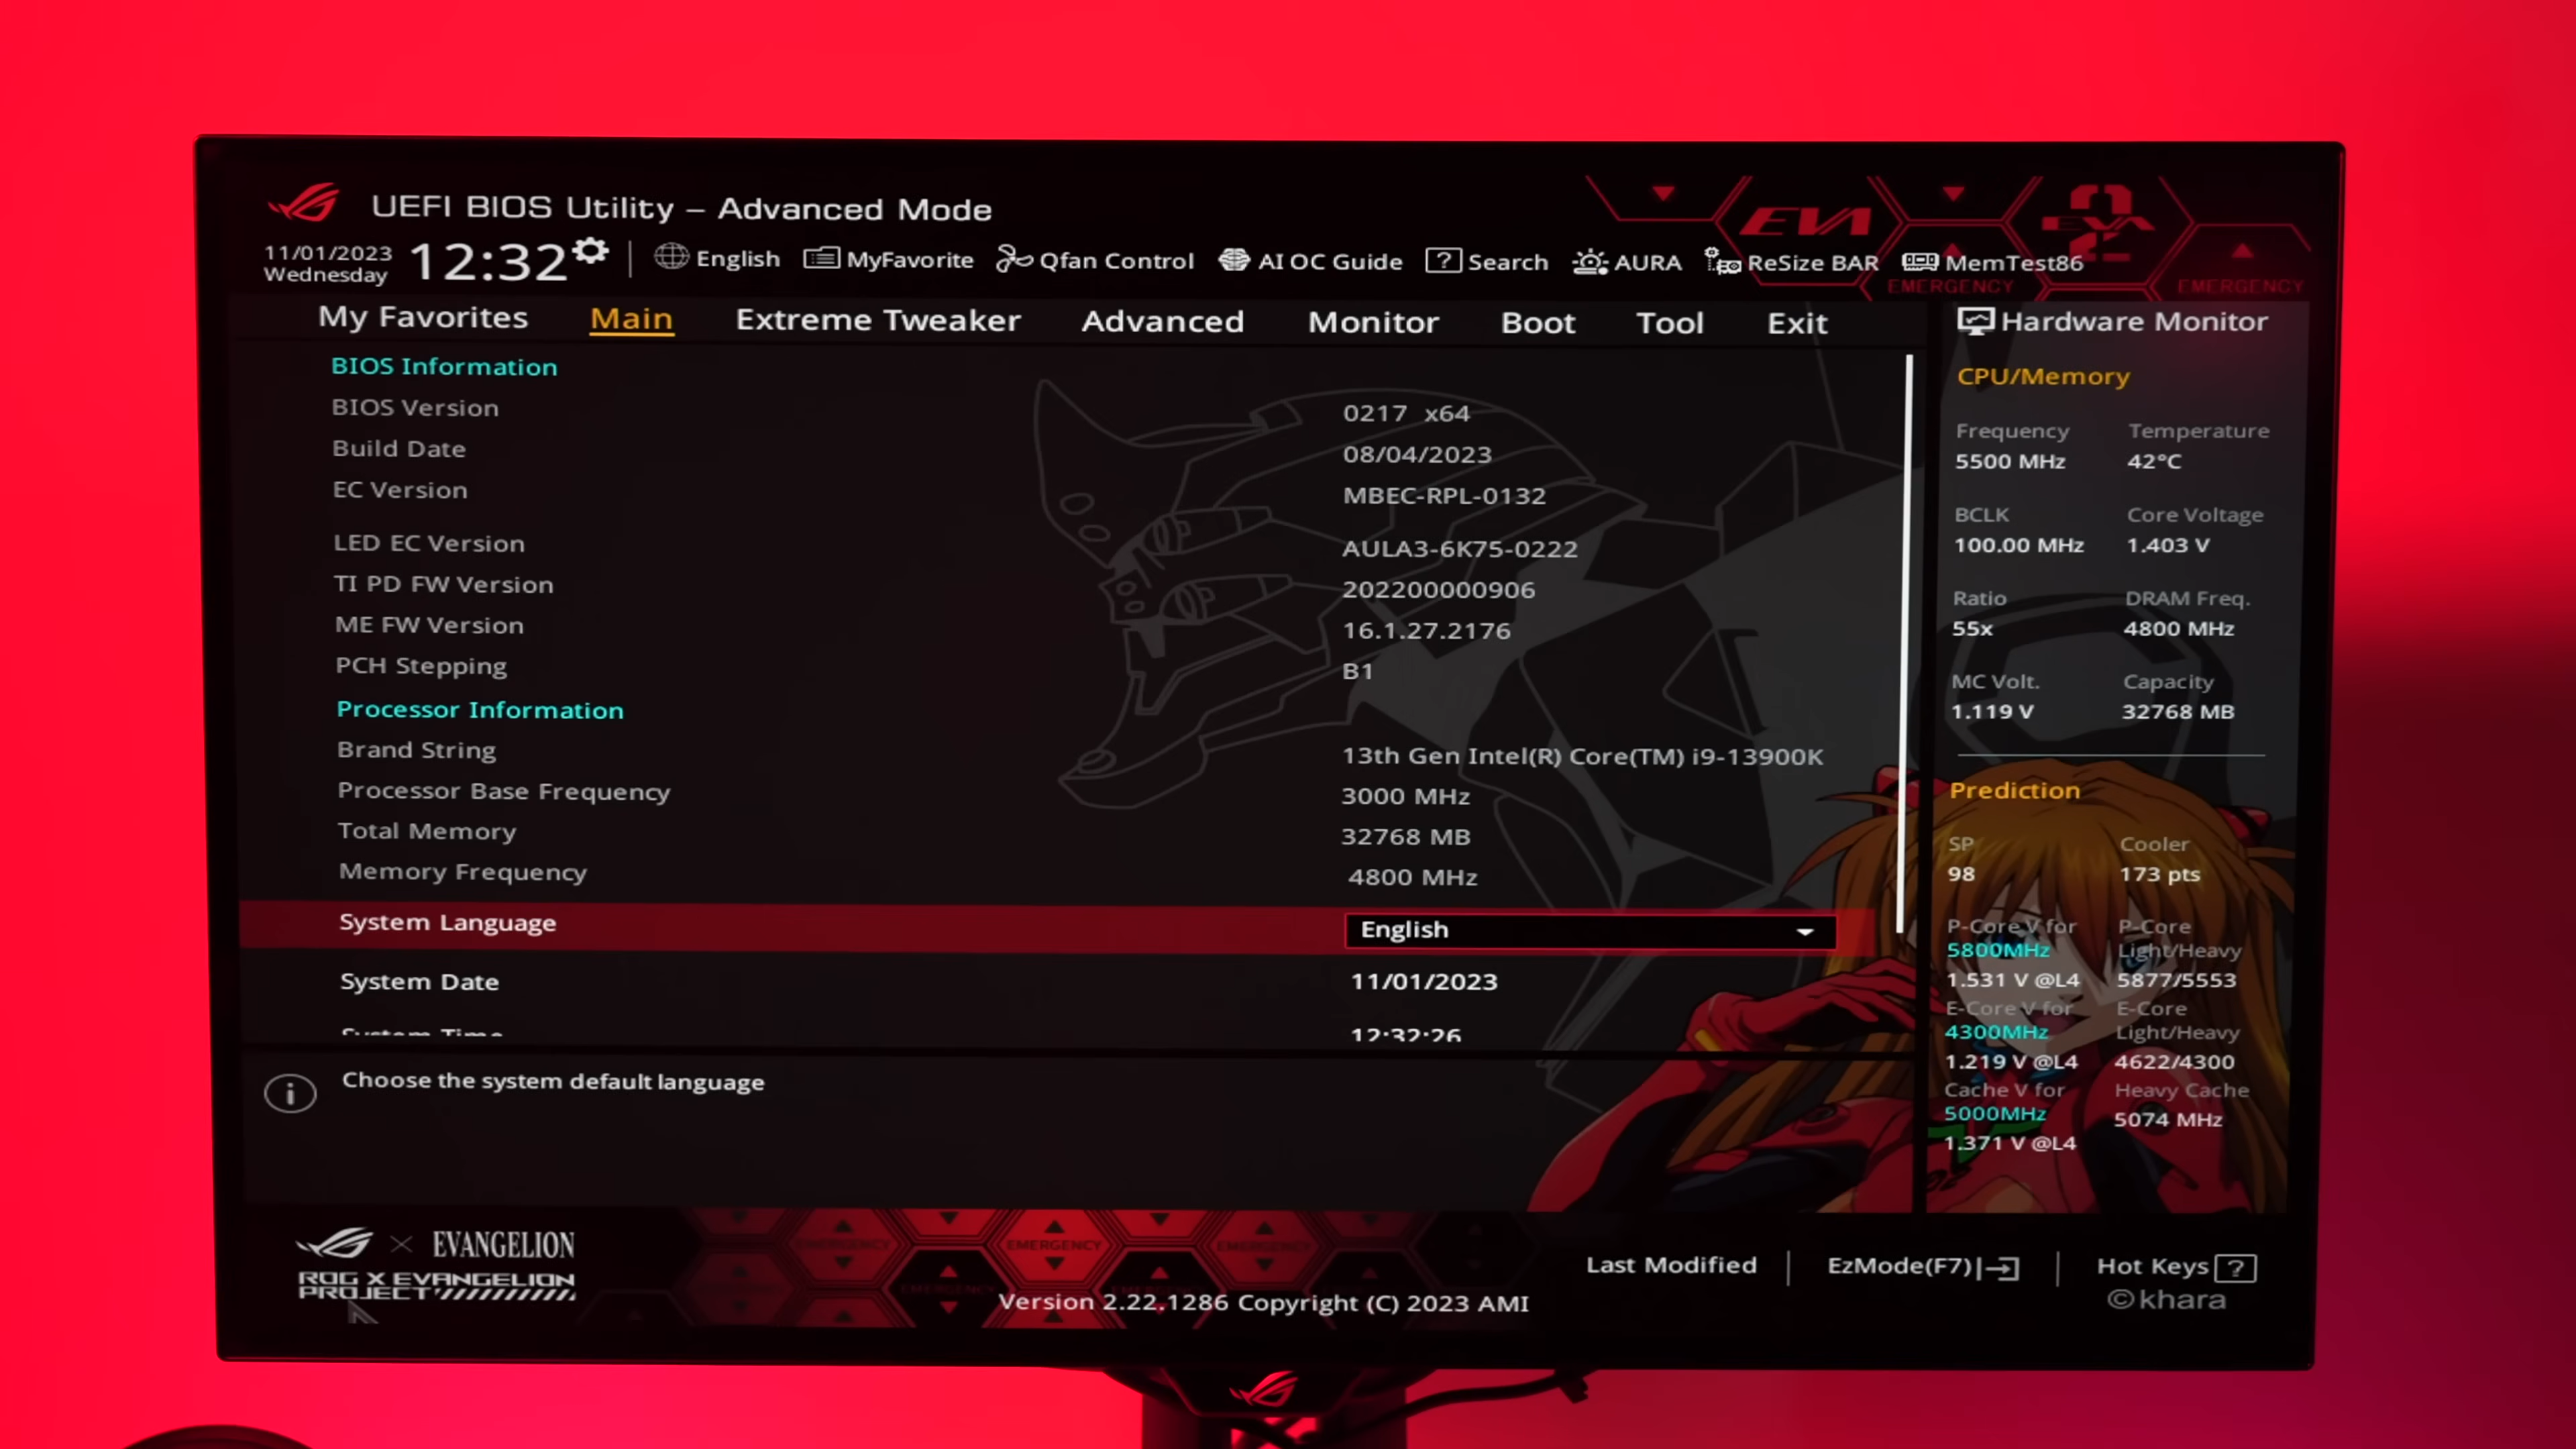 UEFI BIOS Utility – Advanced Mode
11/01/2023
Wednesday
12:32
English
MyFavorite
Qfan Control
AI OC Guide
Search
AURA
ReSize BAR
MemTest86
EVA
EVA
02
EMERGENCY
EMERGENCY
My Favorites Main Extreme Tweaker Advanced Monitor Boot Tool Exit
BIOS Information
BIOS Version 0217 x64
Build Date 08/04/2023
EC Version MBEC-RPL-0132
LED EC Version AULA3-6K75-0222
TI PD FW Version 202200000906
ME FW Version 16.1.27.2176
PCH Stepping B1
Processor Information
Brand String 13th Gen Intel(R) Core(TM) i9-13900K
Processor Base Frequency 3000 MHz
Total Memory 32768 MB
Memory Frequency 4800 MHz
System Language English
System Date 11/01/2023
System Time 12:32:26
Choose the system default language
Hardware Monitor
CPU/Memory
Frequency Temperature
5500 MHz 42°C
BCLK Core Voltage
100.00 MHz 1.403 V
Ratio DRAM Freq.
55x 4800 MHz
MC Volt. Capacity
1.119 V 32768 MB
Prediction
SP Cooler
98 173 pts
P-Core V for P-Core
5800MHz Light/Heavy
1.531 V @L4 5877/5553
E-Core V for E-Core
4300MHz Light/Heavy
1.219 V @L4 4622/4300
Cache V for Heavy Cache
5000MHz 5074 MHz
1.371 V @L4
× EVANGELION
ROG X EVANGELION
PROJECT
EMERGENCY
EMERGENCY
EMERGENCY
Last Modified
EzMode(F7)
Hot Keys ?
Version 2.22.1286 Copyright (C) 2023 AMI
©khara